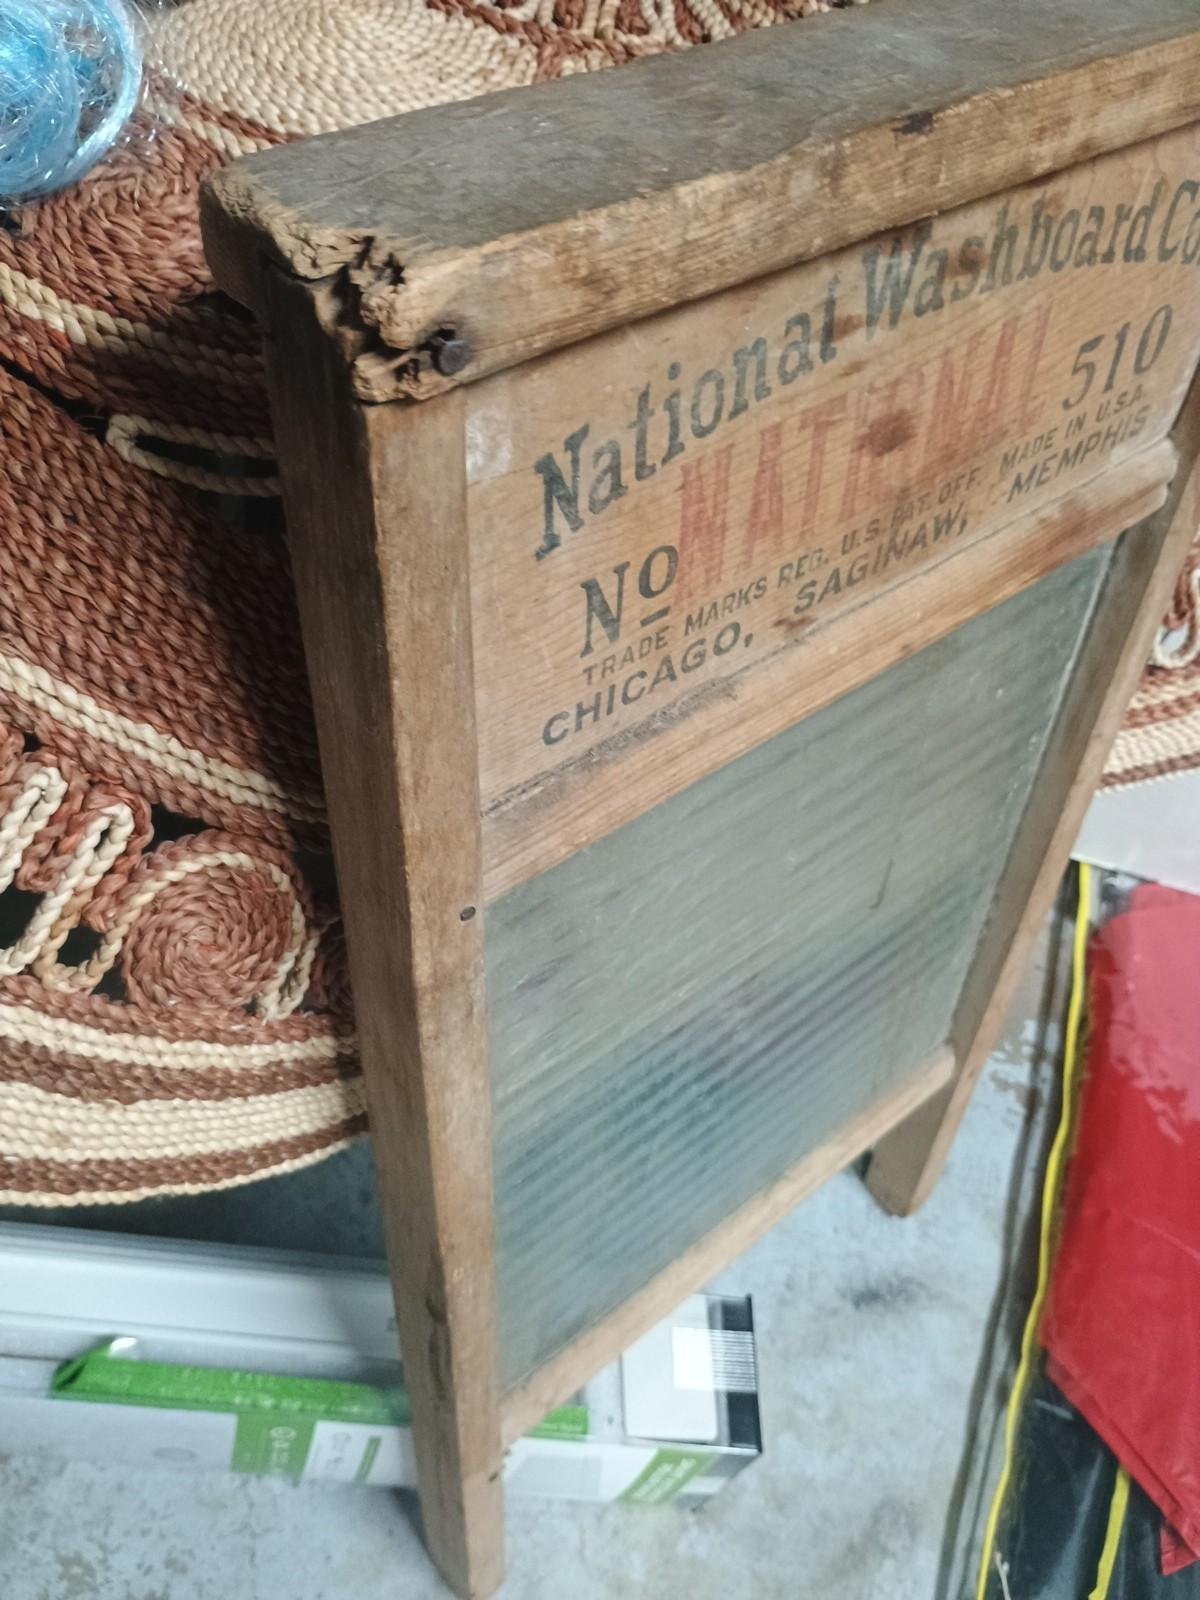 National Washboard Co
NATIONAL
No 510
TRADE MARKS REG. U.S. PAT. OFF. MADE IN U.S.A.
CHICAGO, SAGINAW, MEMPHIS